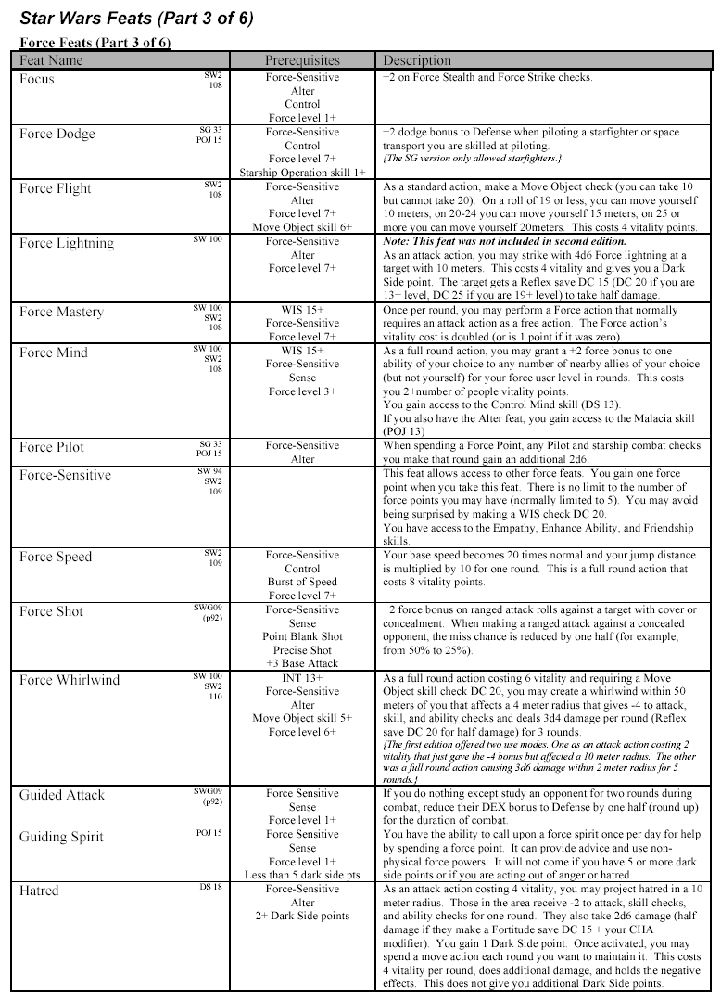 Star Wars Feats (Part 3 of 6)
Force Feats (Part 3 of 6)
Feat Name Prerequisites Description
Focus SW2 108
Force-Sensitive
Alter
Control
Force level 1+
+2 on Force Stealth and Force Strike checks.
Force Dodge SG 33 POJ 15
Force-Sensitive
Control
Force level 7+
Starship Operation skill 1+
+2 dodge bonus to Defense when piloting a starfighter or space
transport you are skilled at piloting.
{The SG version only allowed starfighters.}
Force Flight SW2 108
Force-Sensitive
Alter
Force level 7+
Move Object skill 6+
As a standard action, make a Move Object check (you can take 10
but cannot take 20). On a roll of 19 or less, you can move yourself
10 meters, on 20-24 you can move yourself 15 meters, on 25 or
more you can move yourself 20meters. This costs 4 vitality points.
Force Lightning SW 100
Force-Sensitive
Alter
Force level 7+
Note: This feat was not included in second edition.
As an attack action, you may strike with 4d6 Force lightning at a
target with 10 meters. This costs 4 vitality and gives you a Dark
Side point. The target gets a Reflex save DC 15 (DC 20 if you are
13+ level, DC 25 if you are 19+ level) to take half damage.
Force Mastery SW 100 SW2 108
WIS 15+
Force-Sensitive
Force level 7+
Once per round, you may perform a Force action that normally
requires an attack action as a free action. The Force action's
vitality cost is doubled (or is 1 point if it was zero).
Force Mind SW 100 SW2 108
WIS 15+
Force-Sensitive
Sense
Force level 3+
As a full round action, you may grant a +2 force bonus to one
ability of your choice to any number of nearby allies of your choice
(but not yourself) for your force user level in rounds. This costs
you 2+number of people vitality points.
You gain access to the Control Mind skill (DS 13).
If you also have the Alter feat, you gain access to the Malacia skill
(POJ 13)
Force Pilot SG 33 POJ 15
Force-Sensitive
Alter
When spending a Force Point, any Pilot and starship combat checks
you make that round gain an additional 2d6.
Force-Sensitive SW 94 SW2 109
This feat allows access to other force feats. You gain one force
point when you take this feat. There is no limit to the number of
force points you may have (normally limited to 5). You may avoid
being surprised by making a WIS check DC 20.
You have access to the Empathy, Enhance Ability, and Friendship
skills.
Force Speed SW2 109
Force-Sensitive
Control
Burst of Speed
Force level 7+
Your base speed becomes 20 times normal and your jump distance
is multiplied by 10 for one round. This is a full round action that
costs 8 vitality points.
Force Shot SWG09 (p92)
Force-Sensitive
Sense
Point Blank Shot
Precise Shot
+3 Base Attack
+2 force bonus on ranged attack rolls against a target with cover or
concealment. When making a ranged attack against a concealed
opponent, the miss chance is reduced by one half (for example,
from 50% to 25%).
Force Whirlwind SW 100 SW2 110
INT 13+
Force-Sensitive
Alter
Move Object skill 5+
Force level 6+
As a full round action costing 6 vitality and requiring a Move
Object skill check DC 20, you may create a whirlwind within 50
meters of you that affects a 4 meter radius that gives -4 to attack,
skill, and ability checks and deals 3d4 damage per round (Reflex
save DC 20 for half damage) for 3 rounds.
{The first edition offered two use modes. One as an attack action costing 2
vitality that just gave the -4 bonus but affected a 10 meter radius. The other
was a full round action causing 3d6 damage within 2 meter radius for 5
rounds.}
Guided Attack SWG09 (p92)
Force Sensitive
Sense
Force level 1+
If you do nothing except study an opponent for two rounds during
combat, reduce their DEX bonus to Defense by one half (round up)
for the duration of combat.
Guiding Spirit POJ 15
Force Sensitive
Sense
Force level 1+
Less than 5 dark side pts
You have the ability to call upon a force spirit once per day for help
by spending a force point. It can provide advice and use non-
physical force powers. It will not come if you have 5 or more dark
side points or if you are acting out of anger or hatred.
Hatred DS 18
Force-Sensitive
Alter
2+ Dark Side points
As an attack action costing 4 vitality, you may project hatred in a 10
meter radius. Those in the area receive -2 to attack, skill checks,
and ability checks for one round. They also take 2d6 damage (half
damage if they make a Fortitude save DC 15 + your CHA
modifier). You gain 1 Dark Side point. Once activated, you may
spend a move action each round you want to maintain it. This costs
4 vitality per round, does additional damage, and holds the negative
effects. This does not give you additional Dark Side points.